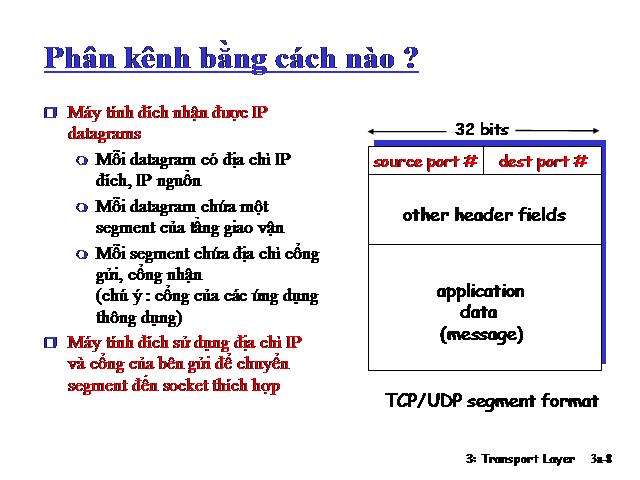 Phân kênh bằng cách nào ?
Máy tính đích nhận được IP
datagrams
Mỗi datagram có địa chỉ IP
đích, IP nguồn
Mỗi datagram chứa một
segment của tầng giao vận
Mỗi segment chứa địa chỉ cổng
gửi, cổng nhận
(chú ý : cổng của các ứng dụng
thông dụng)
Máy tính đích sử dụng địa chỉ IP
và cổng của bên gửi để chuyển
segment đến socket thích hợp
32 bits
source port # dest port #
other header fields
application
data
(message)
TCP/UDP segment format
3: Transport Layer 3a-8